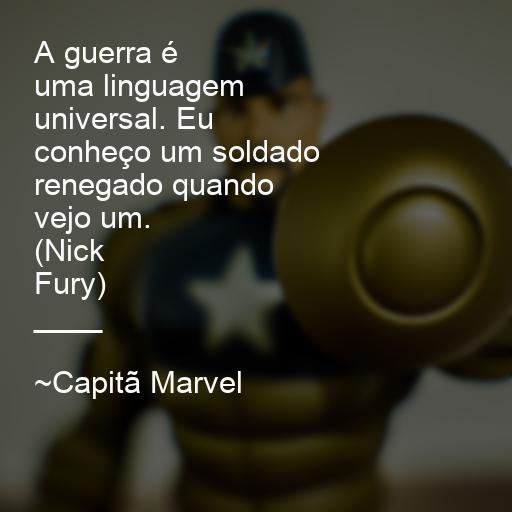 A guerra é
uma linguagem
universal. Eu
conheço um soldado
renegado quando
vejo um.
(Nick
Fury)
____
~Capitã Marvel